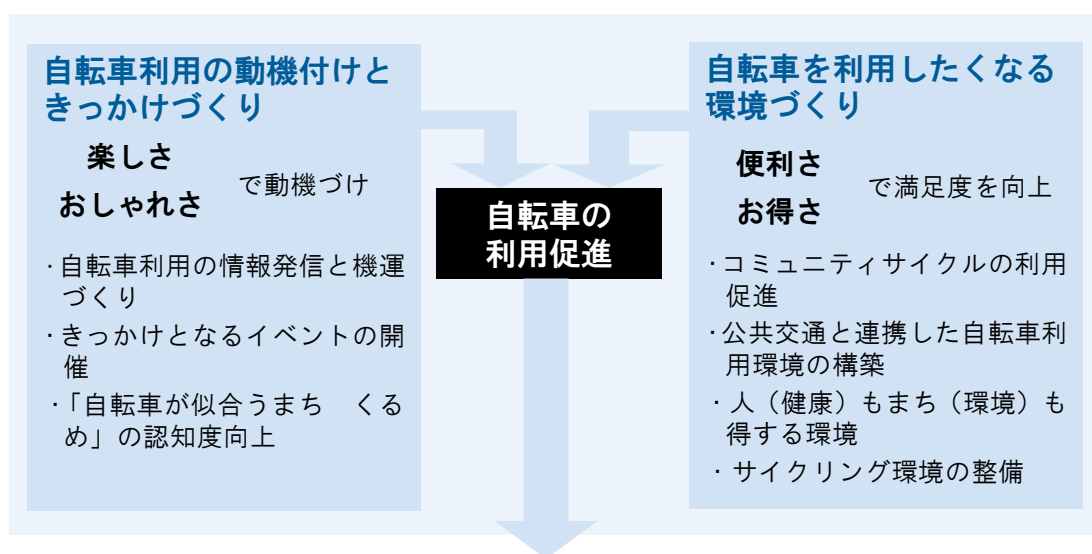 自転車利用の動機付けと
きっかけづくり
楽しさ
おしゃれさ
で動機づけ
・自転車利用の情報発信と機運
づくり
・きっかけとなるイベントの開
催
・「自転車が似合うまち　くる
め」の認知度向上
自転車の
利用促進
自転車を利用したくなる
環境づくり
便利さ
お得さ
で満足度を向上
・コミュニティサイクルの利用
促進
・公共交通と連携した自転車利
用環境の構築
・人（健康）もまち（環境）も
得する環境
・サイクリング環境の整備